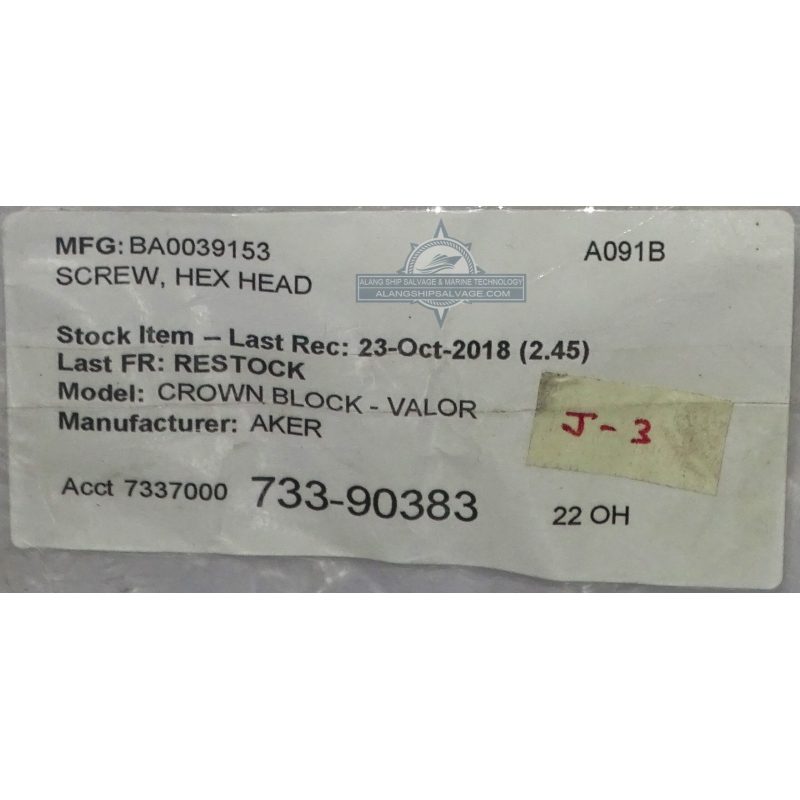 MFG: BA0039153
A091B
SCREW, HEX HEAD
ALANG SHIP SALVAGE & MARINE TECHNOLOGY
ALANGSHIPSALVAGE.COM
Stock Item – Last Rec: 23-Oct-2018 (2.45)
Last FR: RESTOCK
Model: CROWN BLOCK - VALOR
Manufacturer: AKER
J-3
Acct 7337000 733-90383 22 OH